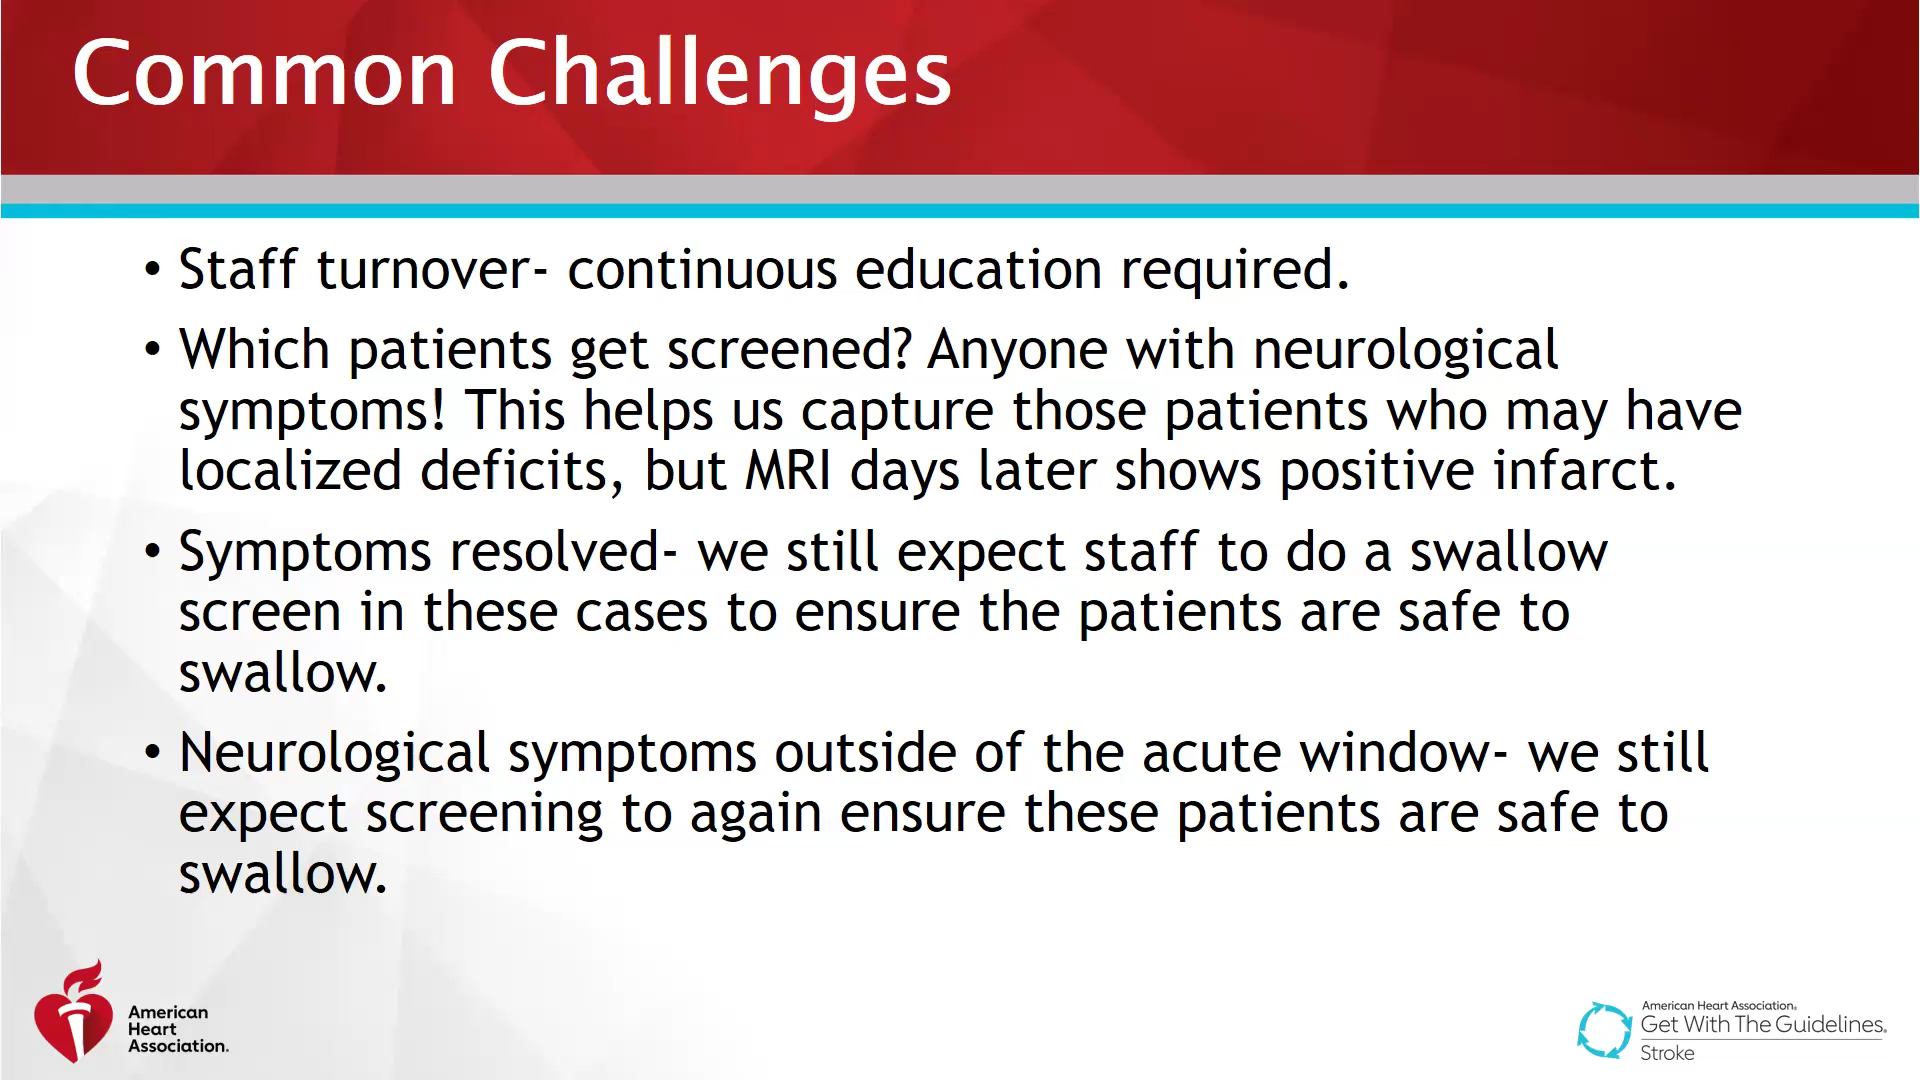 Common Challenges
• Staff turnover- continuous education required.
• Which patients get screened? Anyone with neurological
symptoms! This helps us capture those patients who may have
localized deficits, but MRI days later shows positive infarct.
• Symptoms resolved- we still expect staff to do a swallow
screen in these cases to ensure the patients are safe to
swallow.
• Neurological symptoms outside of the acute window- we still
expect screening to again ensure these patients are safe to
swallow.
American
Heart
Association.
American Heart Association.
Get With The Guidelines.
Stroke